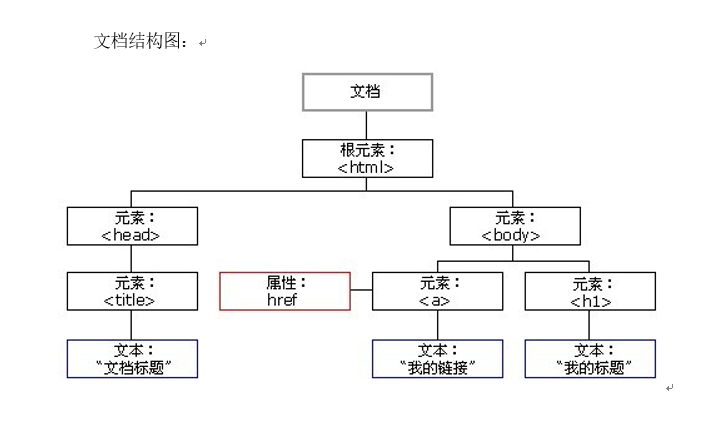 文档结构图：
文档
根元素：
<html>
元素：
<head>
元素：
<body>
元素：
<title>
属性：
href
元素：
<a>
元素：
<h1>
文本：
“文档标题”
文本：
“我的链接”
文本：
“我的标题”